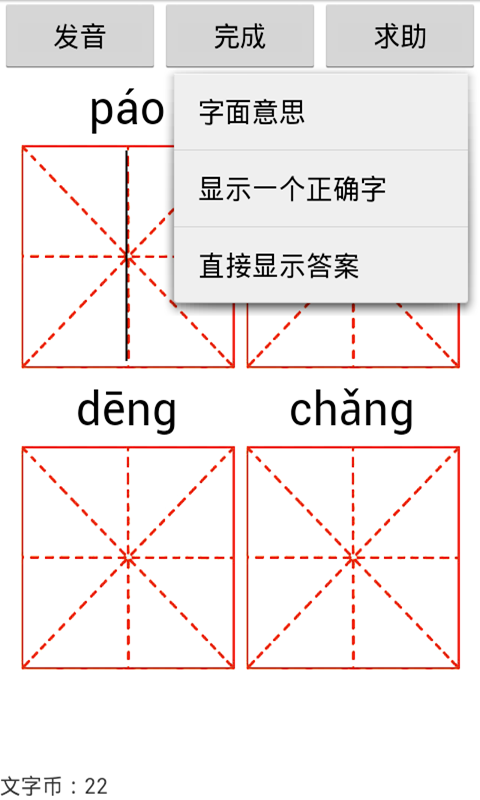 发音 完成 求助
páo
字面意思
显示一个正确字
直接显示答案
dēng chǎng
文字币：22